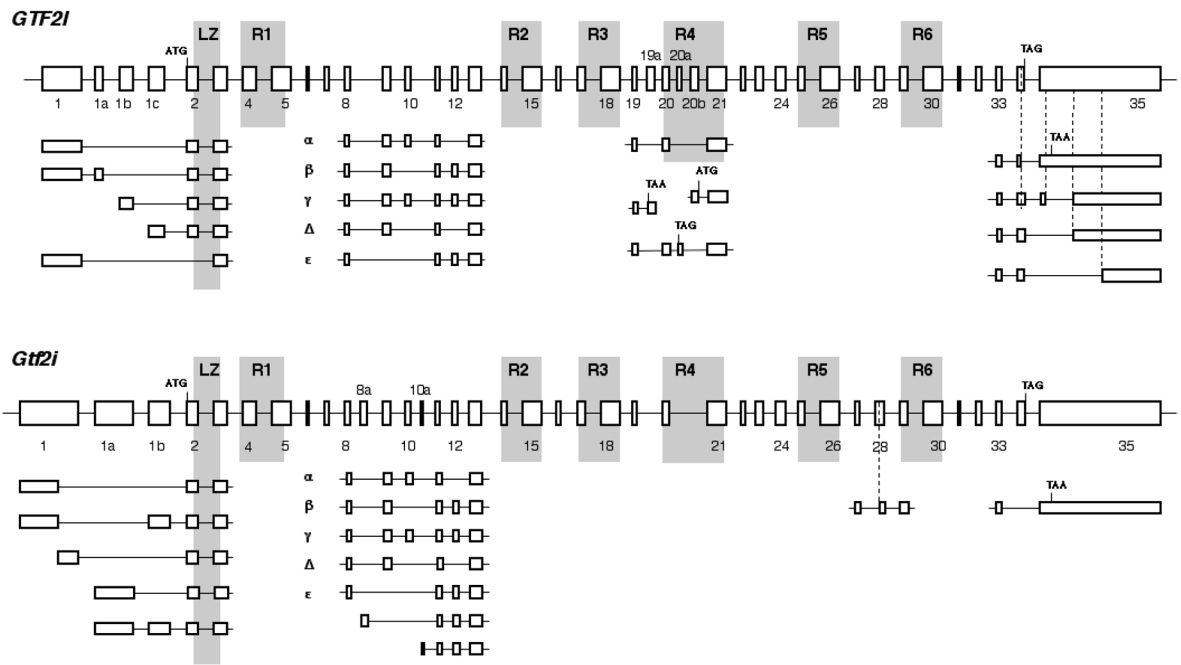 GTF2I
LZ R1 R2 R3 R4 R5 R6
ATG 19a 20a TAG
1 1a 1b 1c 2 4 5 8 10 12 15 18 19 20 20b 21 24 26 28 30 33 35
α
TAA
β
ATG
TAA
γ
Δ
TAG
ε
Gtf2i
LZ R1 R2 R3 R4 R5 R6
ATG 8a 10a TAG
1 1a 1b 2 4 5 8 10 12 15 18 21 24 26 28 30 33 35
α
TAA
β
γ
Δ
ε